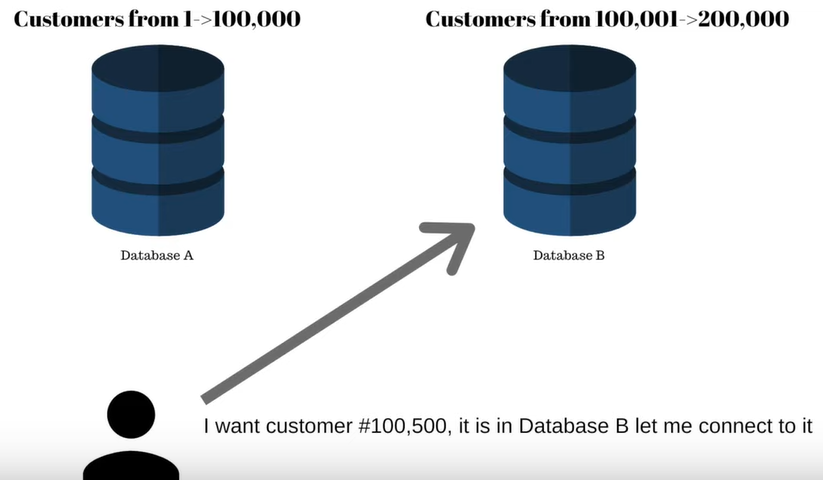 Customers from 1->100,000
Customers from 100,001->200,000
Database A
Database B
I want customer #100,500, it is in Database B let me connect to it